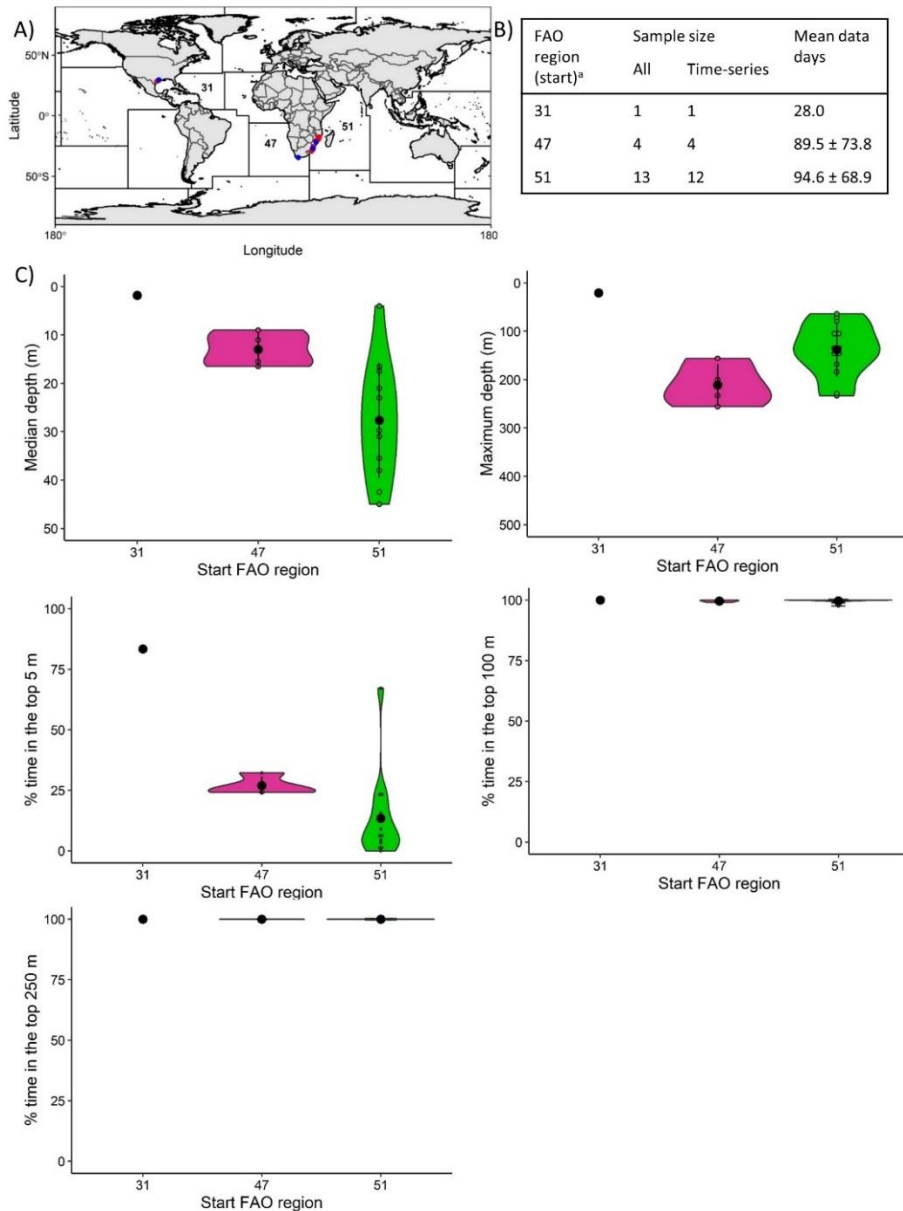 A)
50°N
0°
50°S
Latitude
31
47
51
180°
180
Longitude
B)
FAO region (start)ᵃ Sample size Mean data days
All Time-series
31 1 1 28.0
47 4 4 89.5 ± 73.8
51 13 12 94.6 ± 68.9
C)
Median depth (m)
0
10
20
30
40
50
31 47 51
Start FAO region
Maximum depth (m)
0
100
200
300
400
500
31 47 51
Start FAO region
% time in the top 5 m
100
75
50
25
0
31 47 51
Start FAO region
% time in the top 100 m
100
75
50
25
0
31 47 51
Start FAO region
% time in the top 250 m
100
75
50
25
0
31 47 51
Start FAO region